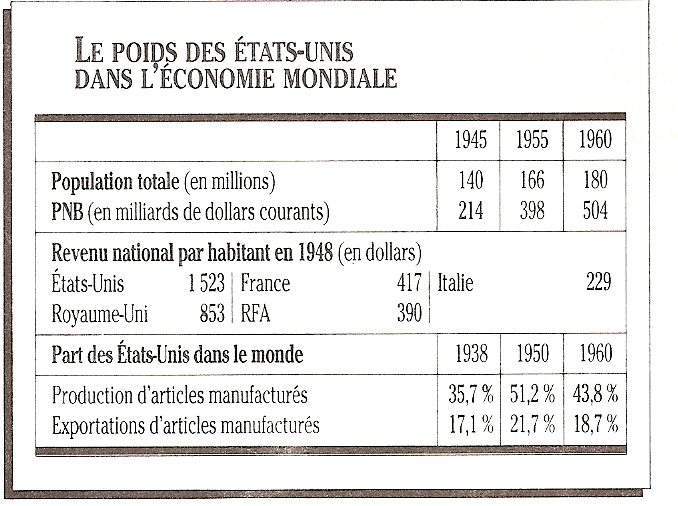 LE POIDS DES ÉTATS-UNIS
DANS L'ÉCONOMIE MONDIALE
1945 1955 1960
Population totale (en millions) 140 166 180
PNB (en milliards de dollars courants) 214 398 504
Revenu national par habitant en 1948 (en dollars)
États-Unis 1 523 France 417 Italie 229
Royaume-Uni 853 RFA 390
Part des États-Unis dans le monde 1938 1950 1960
Production d'articles manufacturés 35,7 % 51,2 % 43,8 %
Exportations d'articles manufacturés 17,1 % 21,7 % 18,7 %